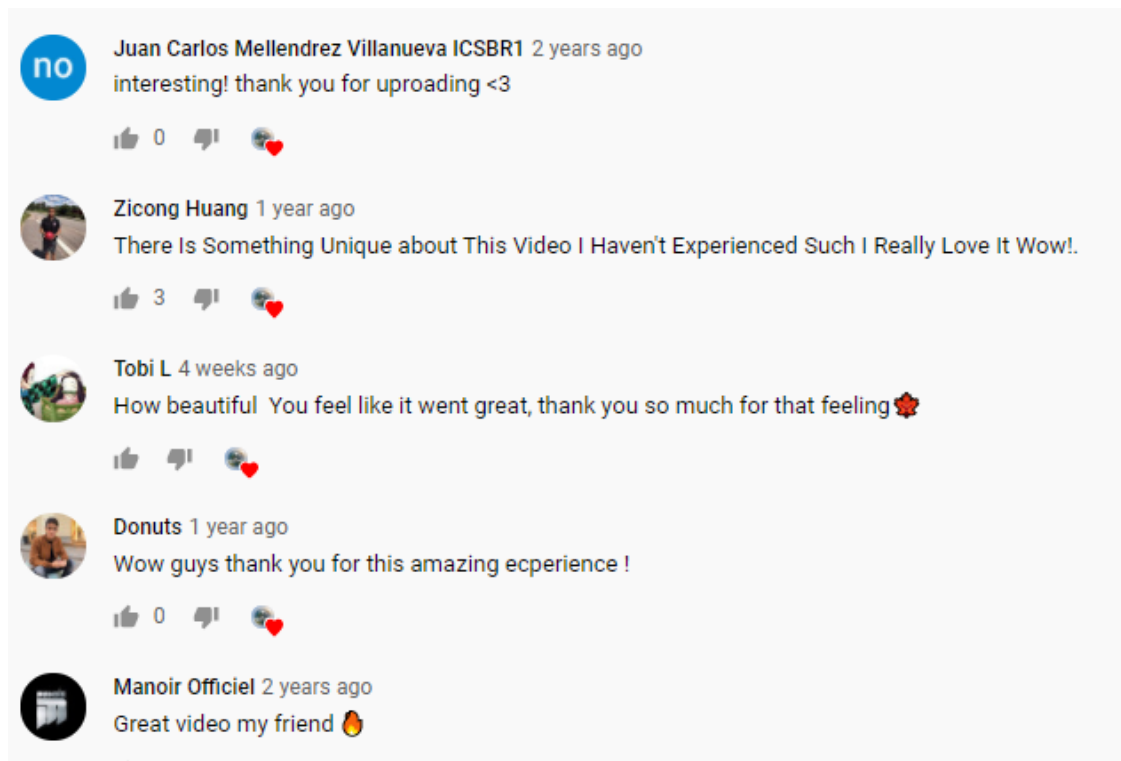 no
Juan Carlos Mellendrez Villanueva ICSBR1 2 years ago
interesting! thank you for uproading <3
0
Zicong Huang 1 year ago
There Is Something Unique about This Video I Haven't Experienced Such I Really Love It Wow!.
3
Tobi L 4 weeks ago
How beautiful  You feel like it went great, thank you so much for that feeling
Donuts 1 year ago
Wow guys thank you for this amazing ecperience !
0
Manoir Officiel 2 years ago
Great video my friend 🔥